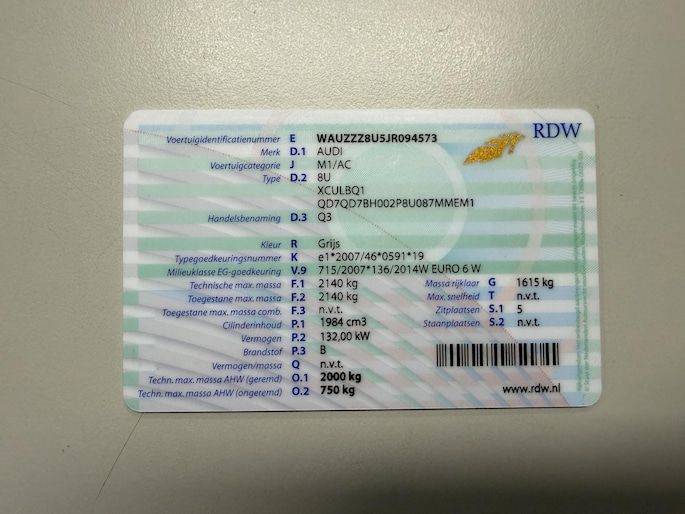 RDW
Voertuigidentificatienummer E WAUZZZ8U5JR094573
Merk D.1 AUDI
Voertuigcategorie J M1/AC
Type D.2 8U
XCULBQ1
QD7QD7BH002P8U087MMEM1
Handelsbenaming D.3 Q3
Kleur R Grijs
Typegoedkeuringsnummer K e1*2007/46*0591*19
Milieuklasse EG-goedkeuring V.9 715/2007*136/2014W EURO 6 W
Technische max. massa F.1 2140 kg
Toegestane max. massa F.2 2140 kg
Toegestane max. massa comb. F.3 n.v.t.
Cilinderinhoud P.1 1984 cm3
Vermogen P.2 132,00 kW
Brandstof P.3 B
Vermogen/massa Q n.v.t.
Techn. max. massa AHW (geremd) O.1 2000 kg
Techn. max. massa AHW (ongeremd) O.2 750 kg
Massa rijklaar G 1615 kg
Max. snelheid T n.v.t.
Zitplaatsen S.1 5
Staanplaatsen S.2 n.v.t.
www.rdw.nl